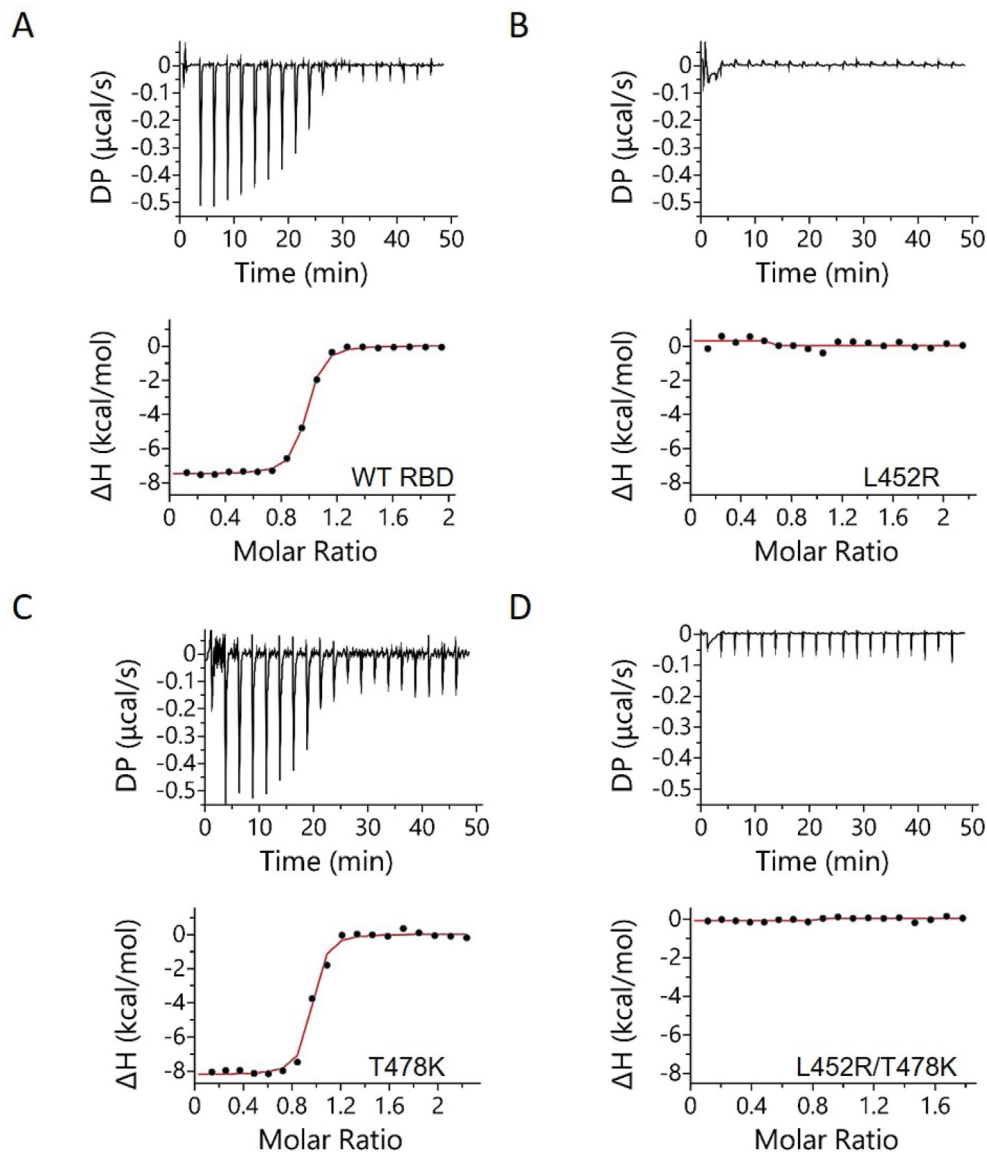 A
DP (μcal/s)
0
-0.1
-0.2
-0.3
-0.4
-0.5
0 10 20 30 40 50
Time (min)
ΔH (kcal/mol)
0
-2
-4
-6
-8
WT RBD
0 0.4 0.8 1.2 1.6 2
Molar Ratio
B
DP (μcal/s)
0
-0.1
-0.2
-0.3
-0.4
-0.5
0 10 20 30 40 50
Time (min)
ΔH (kcal/mol)
0
-2
-4
-6
-8
L452R
0 0.4 0.8 1.2 1.6 2
Molar Ratio
C
DP (μcal/s)
0
-0.1
-0.2
-0.3
-0.4
-0.5
0 10 20 30 40 50
Time (min)
ΔH (kcal/mol)
0
-2
-4
-6
-8
T478K
0 0.4 0.8 1.2 1.6 2
Molar Ratio
D
DP (μcal/s)
0
-0.1
-0.2
-0.3
-0.4
-0.5
0 10 20 30 40 50
Time (min)
ΔH (kcal/mol)
0
-2
-4
-6
-8
L452R/T478K
0 0.4 0.8 1.2 1.6
Molar Ratio